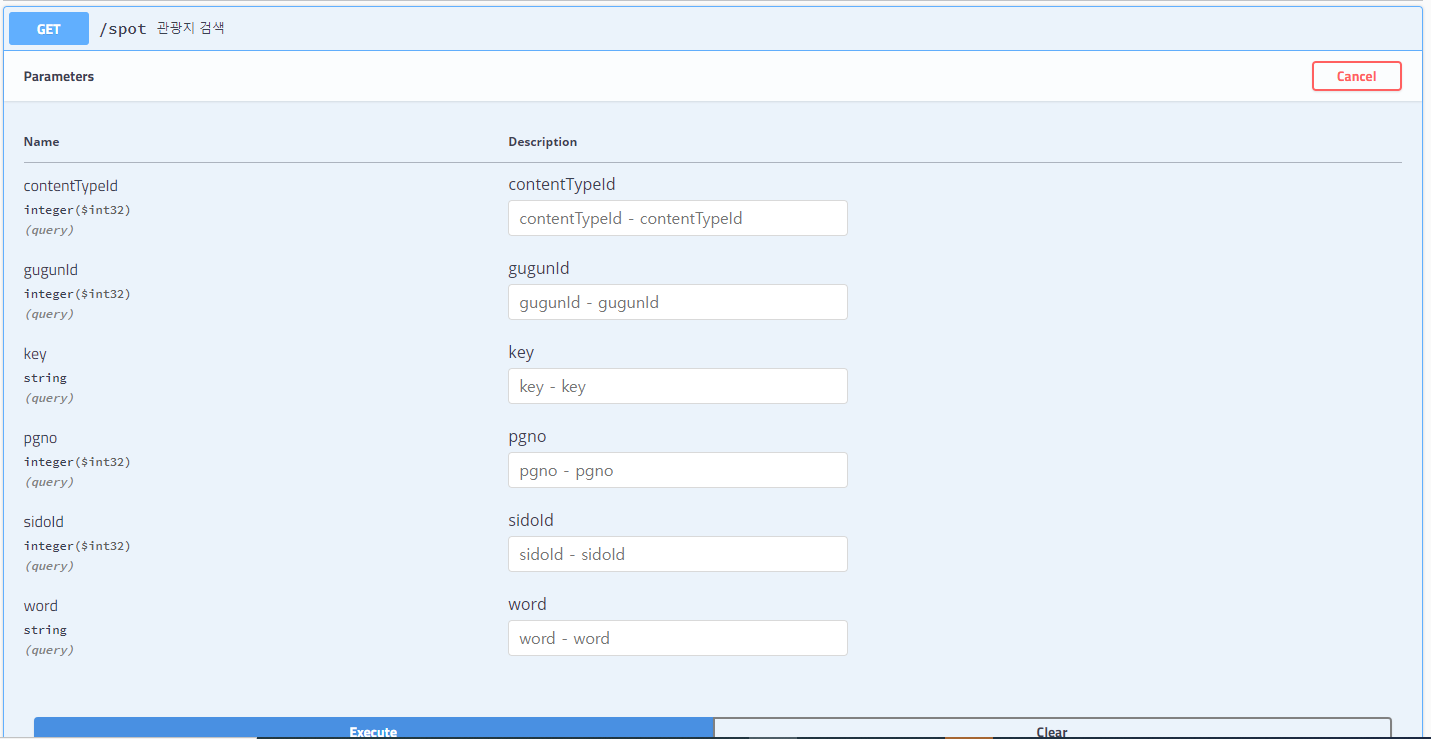 GET /spot 관광지 검색
Parameters Cancel
Name Description
contentTypeId contentTypeId
integer($int32) contentTypeId - contentTypeId
(query)
gugunId gugunId
integer($int32) gugunId - gugunId
(query)
key key
string key - key
(query)
pgno pgno
integer($int32) pgno - pgno
(query)
sidoId sidoId
integer($int32) sidoId - sidoId
(query)
word word
string word - word
(query)
Execute Clear